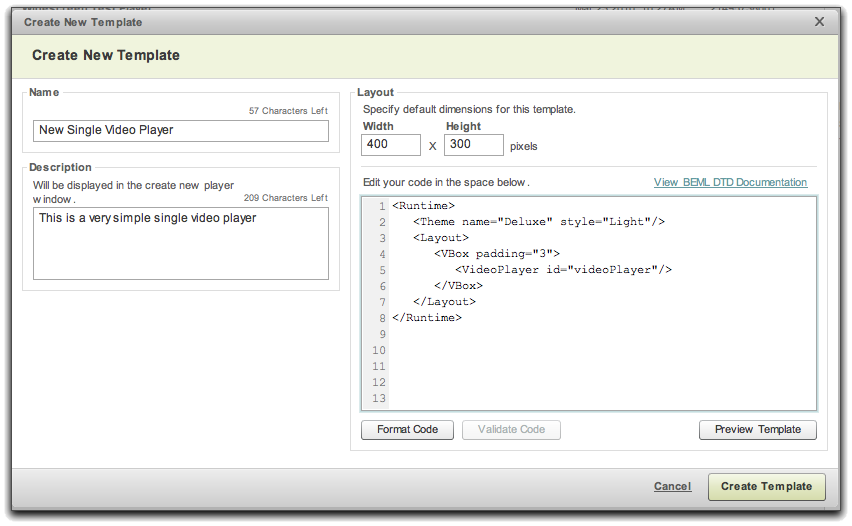 Create New Template X
Create New Template
Name
57 Characters Left
New Single Video Player
Description
Will be displayed in the create new player
window. 209 Characters Left
This is a very simple single video player
Layout
Specify default dimensions for this template.
Width Height
400 X 300 pixels
Edit your code in the space below. View BEML DTD Documentation
1 <Runtime>
2 <Theme name="Deluxe" style="Light"/>
3 <Layout>
4 <VBox padding="3">
5 <VideoPlayer id="videoPlayer"/>
6 </VBox>
7 </Layout>
8 </Runtime>
9
10
11
12
13
Format Code Validate Code Preview Template
Cancel Create Template